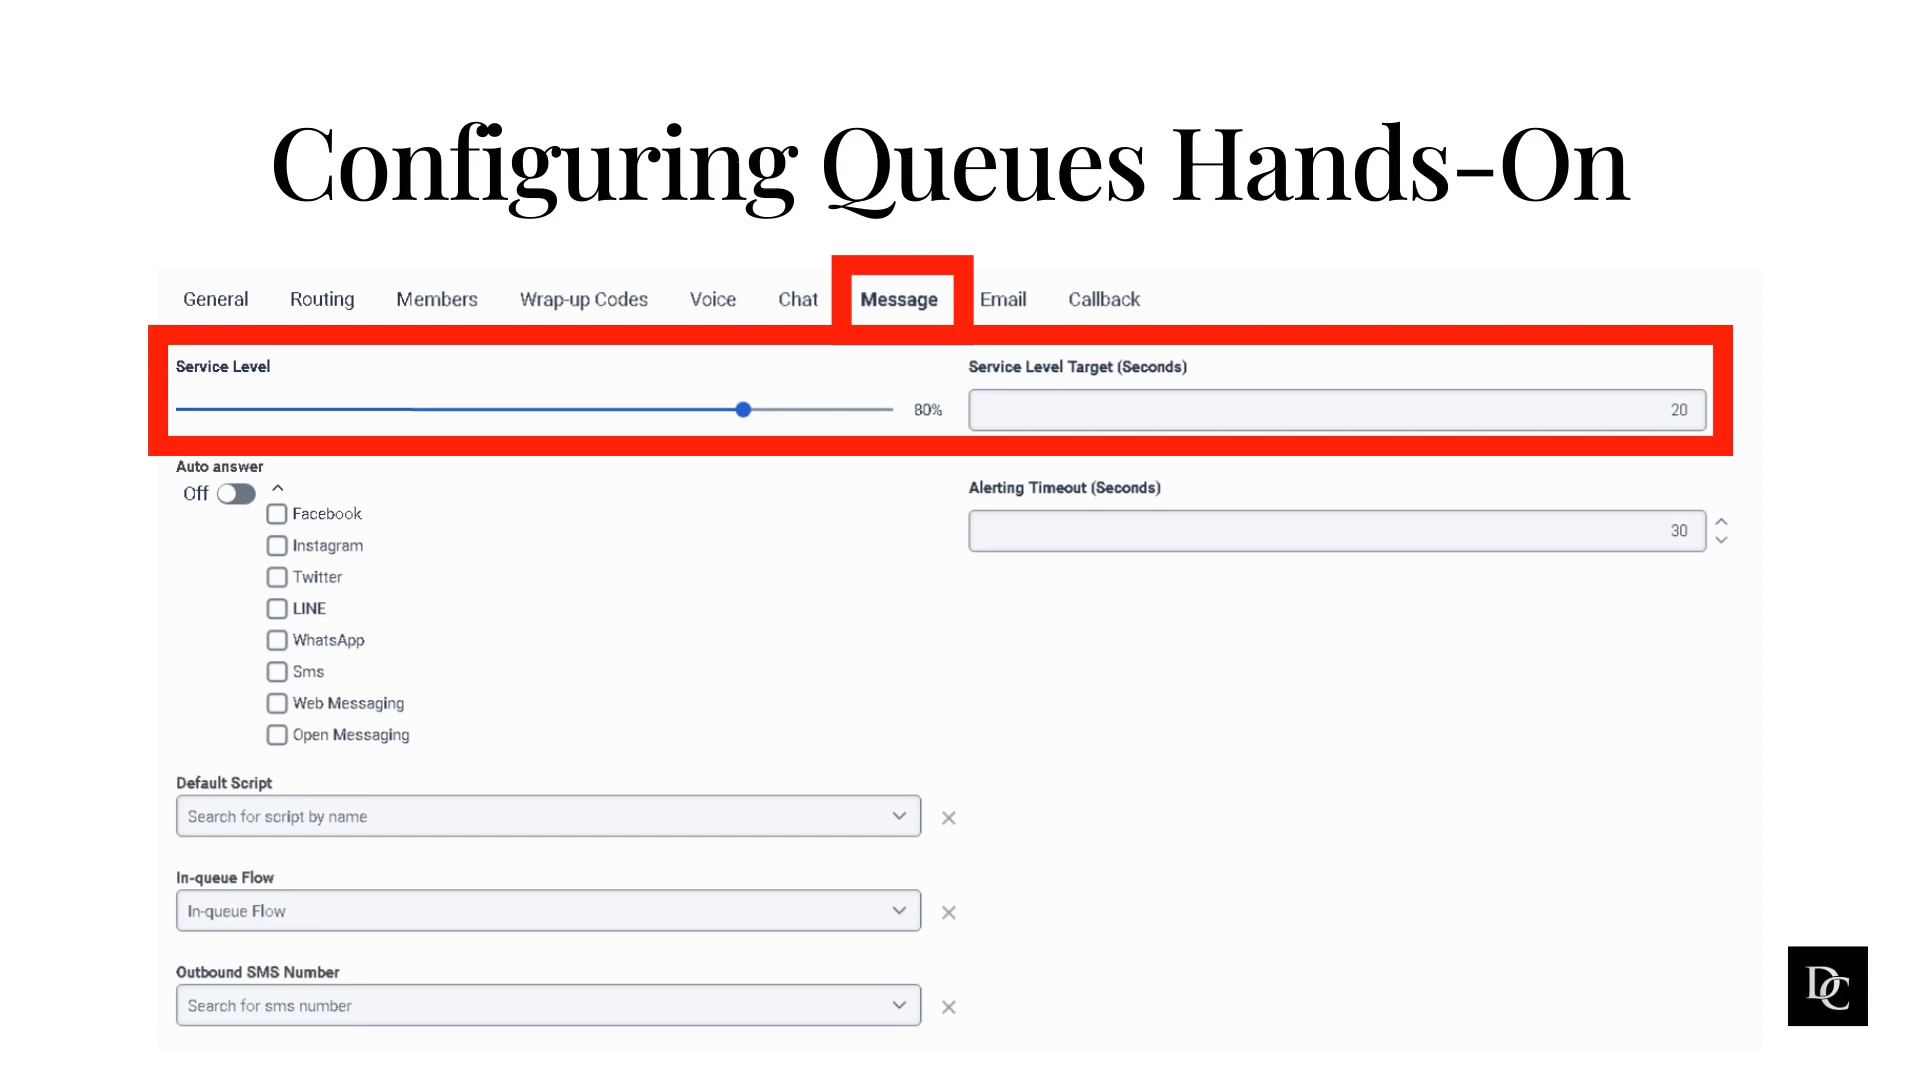 Configuring Queues Hands-On
General Routing Members Wrap-up Codes Voice Chat Message Email Callback
Service Level
80%
Service Level Target (Seconds)
20
Auto answer
Off
Facebook
Instagram
Twitter
LINE
WhatsApp
Sms
Web Messaging
Open Messaging
Alerting Timeout (Seconds)
30
Default Script
Search for script by name
In-queue Flow
In-queue Flow
Outbound SMS Number
Search for sms number
DC